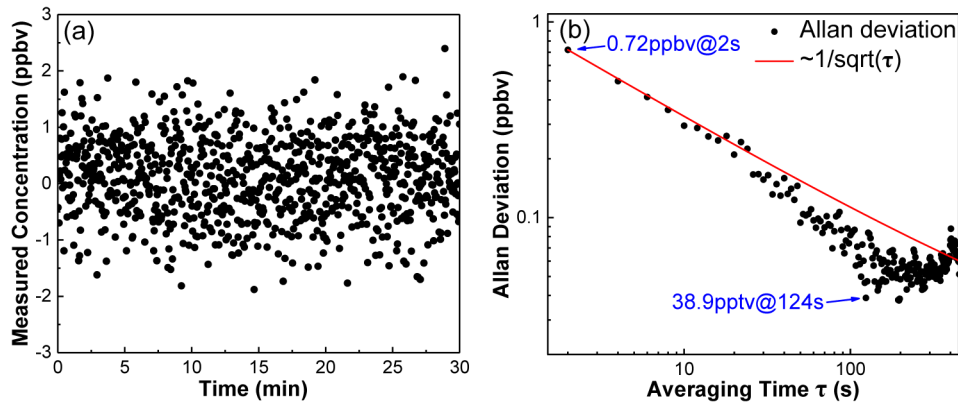 (a)
Measured Concentration (ppbv)
3
2
1
0
-1
-2
-3
0 5 10 15 20 25 30
Time (min)
(b)
Allan deviation
~1/sqrt(τ)
0.72ppbv@2s
38.9pptv@124s
Allan Deviation (ppbv)
1
0.1
10 100
Averaging Time τ (s)